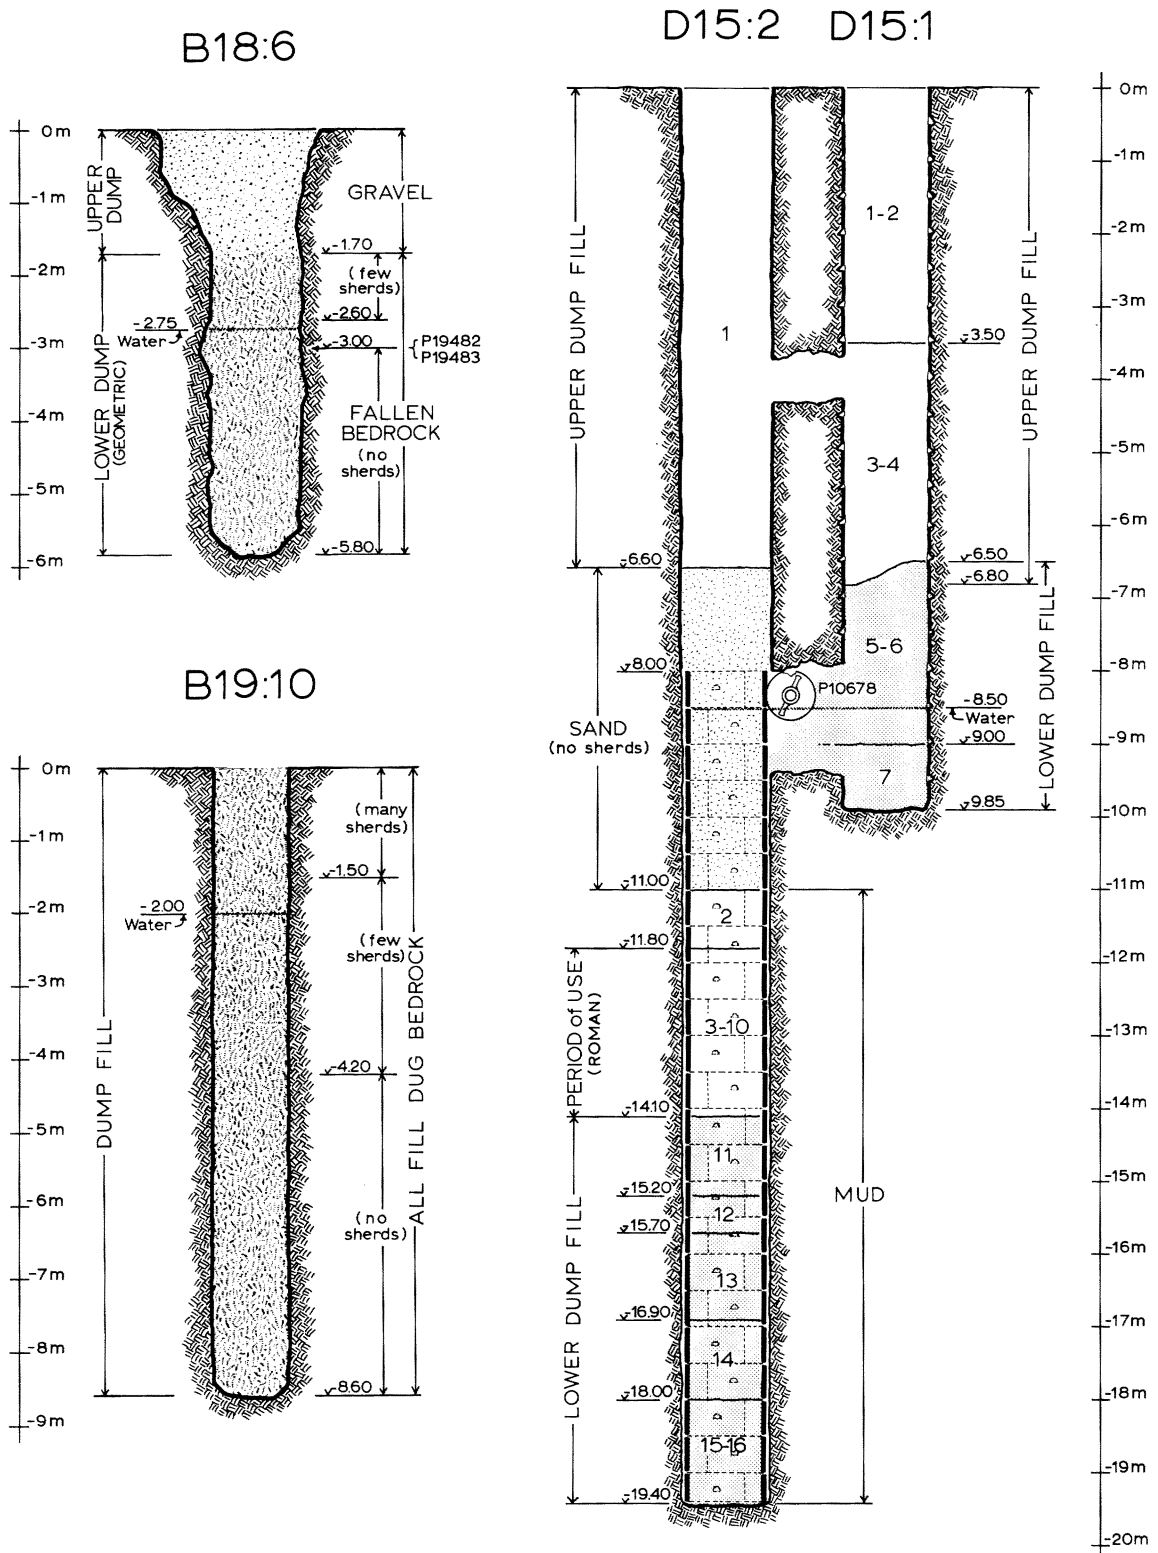 B18:6
0m
-1m
-2m
-3m
-4m
-5m
-6m
UPPER
DUMP
LOWER DUMP
(GEOMETRIC)
-2.75
Water
GRAVEL
-1.70
(few
sherds)
-2.60
-3.00
{P19482
{P19483
FALLEN
BEDROCK
(no
sherds)
-5.80
B19:10
0m
-1m
-2m
-3m
-4m
-5m
-6m
-7m
-8m
-9m
DUMP FILL
-2.00
Water
(many
sherds)
-1.50
(few
sherds)
-4.20
(no
sherds)
-8.60
ALL FILL DUG BEDROCK
D15:2 D15:1
UPPER DUMP FILL
1
-6.60
-8.00
SAND
(no sherds)
-11.00
2
-11.80
PERIOD of USE
(ROMAN)
3-10
-14.10
11
-15.20
12
-15.70
13
-16.90
14
-18.00
15-16
-19.40
LOWER DUMP FILL
MUD
1-2
-3.50
3-4
UPPER DUMP FILL
-6.50
-6.80
5-6
P10678
-8.50
Water
-9.00
7
-9.85
LOWER DUMP FILL
0m
-1m
-2m
-3m
-4m
-5m
-6m
-7m
-8m
-9m
-10m
-11m
-12m
-13m
-14m
-15m
-16m
-17m
-18m
-19m
-20m